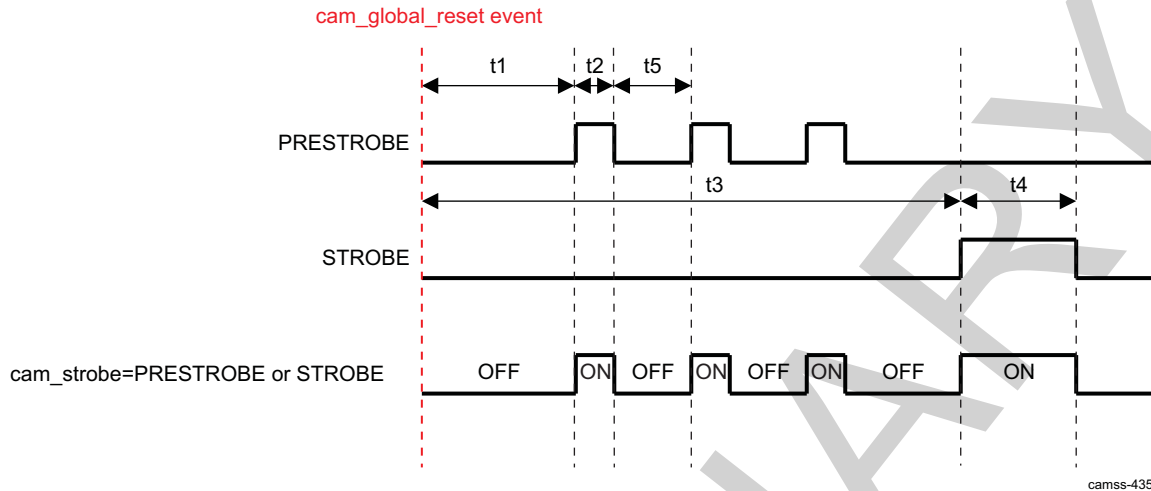 cam_global_reset event
t1 t2 t5
PRESTROBE
t3 t4
STROBE
cam_strobe=PRESTROBE or STROBE OFF ON OFF ON OFF ON OFF ON
camss-435